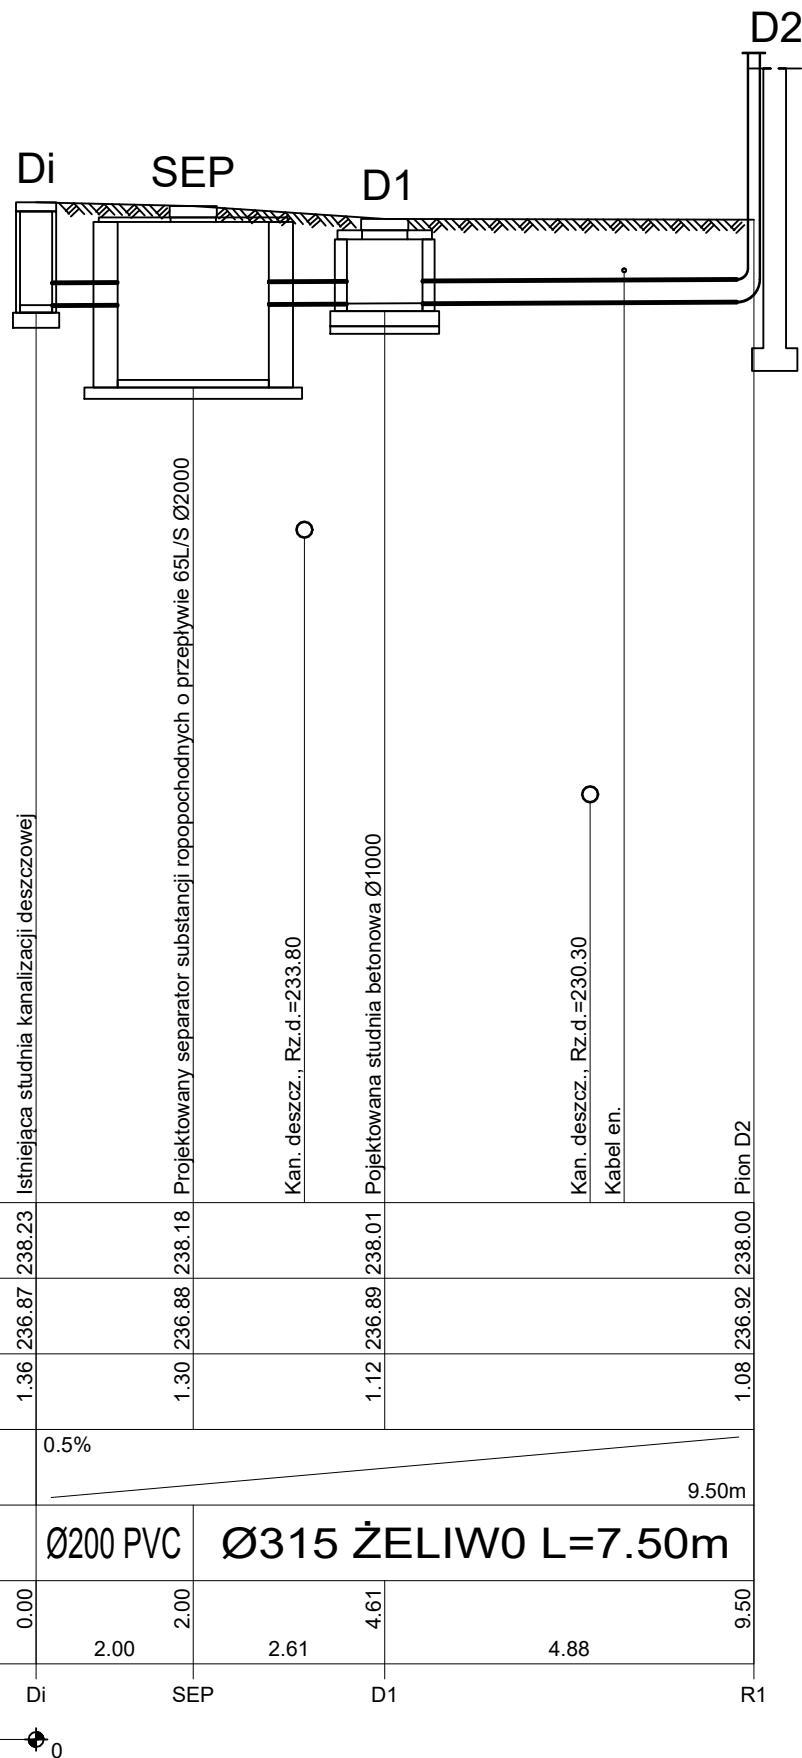 D2
Di
SEP
D1
Istniejąca studnia kanalizacji deszczowej
Projektowany separator substancji ropopochodnych o przepływie 65L/S Ø2000
Kan. deszcz., Rz.d.=233.80
Pojektowana studnia betonowa Ø1000
Kan. deszcz., Rz.d.=230.30
Kabel en.
Pion D2
238.23 238.18 238.01 238.00
236.87 236.88 236.89 236.92
1.36 1.30 1.12 1.08
0.5%
9.50m
Ø200 PVC Ø315 ŻELIW0 L=7.50m
0.00 2.00 4.61 9.50
2.00 2.61 4.88
Di SEP D1 R1
0